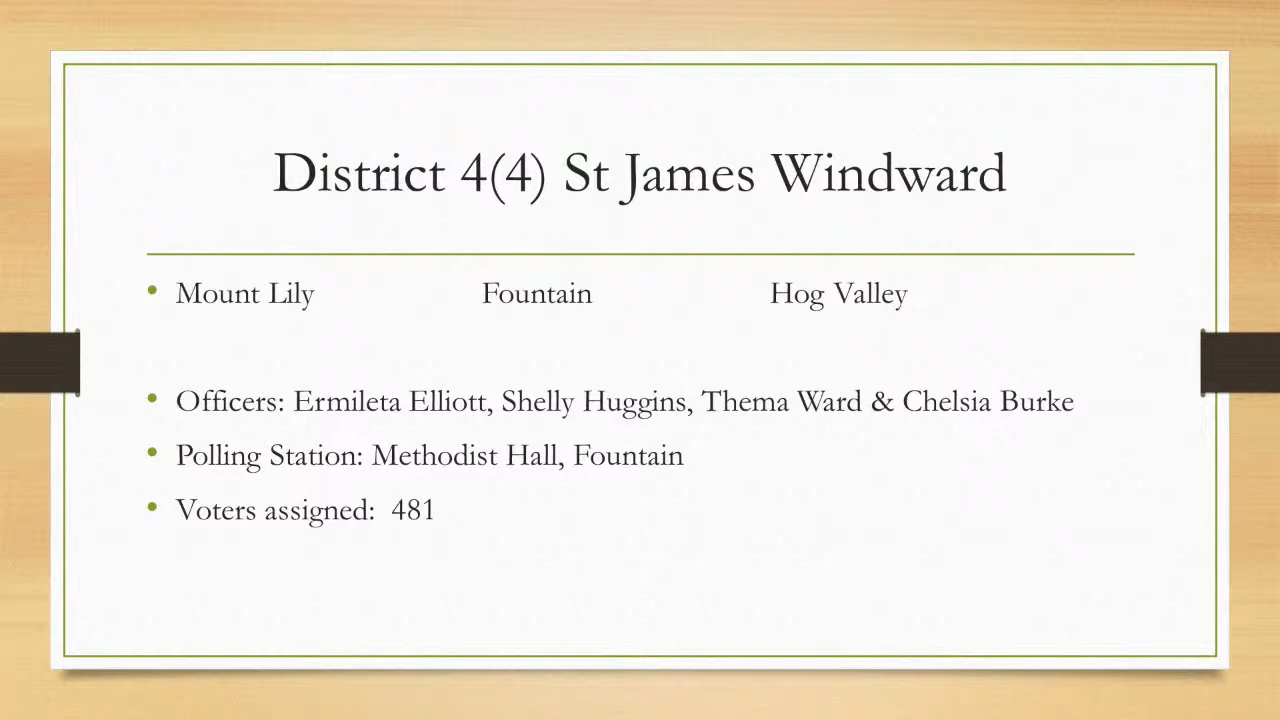 District 4(4) St James Windward
• Mount Lily Fountain Hog Valley
• Officers: Ermileta Elliott, Shelly Huggins, Thema Ward & Chelsia Burke
• Polling Station: Methodist Hall, Fountain
• Voters assigned: 481